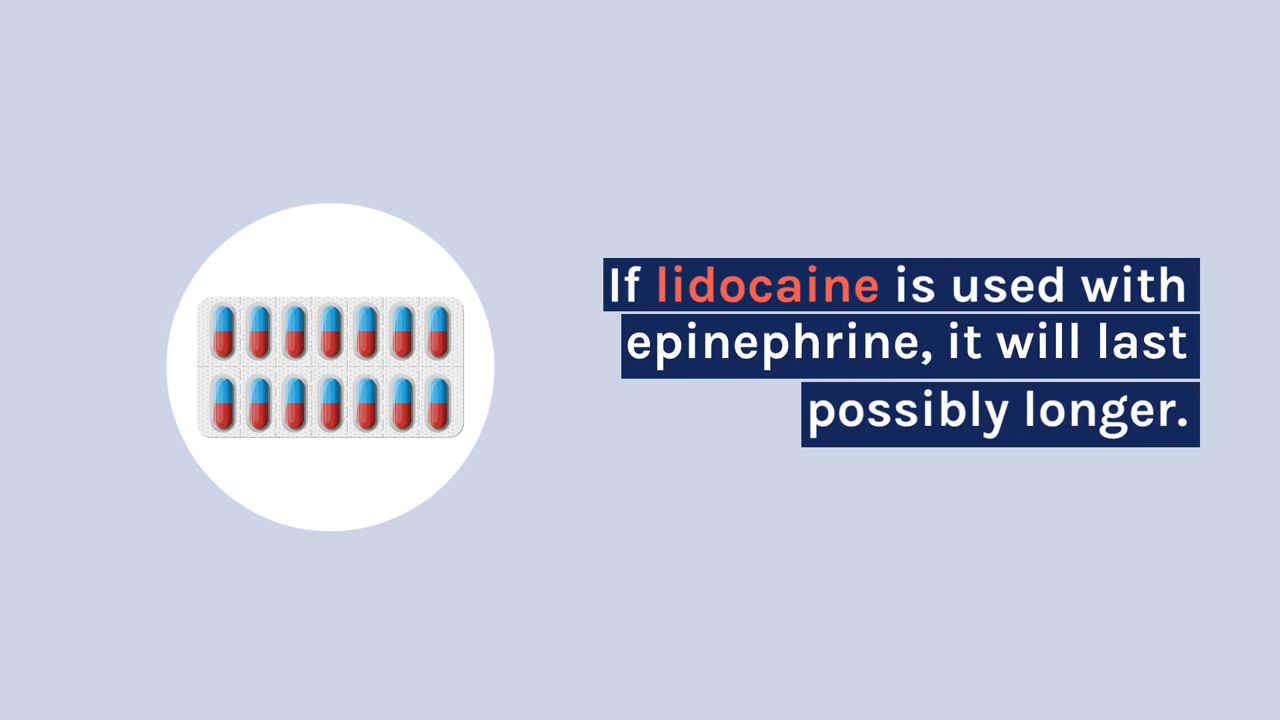 If lidocaine is used with
epinephrine, it will last
possibly longer.